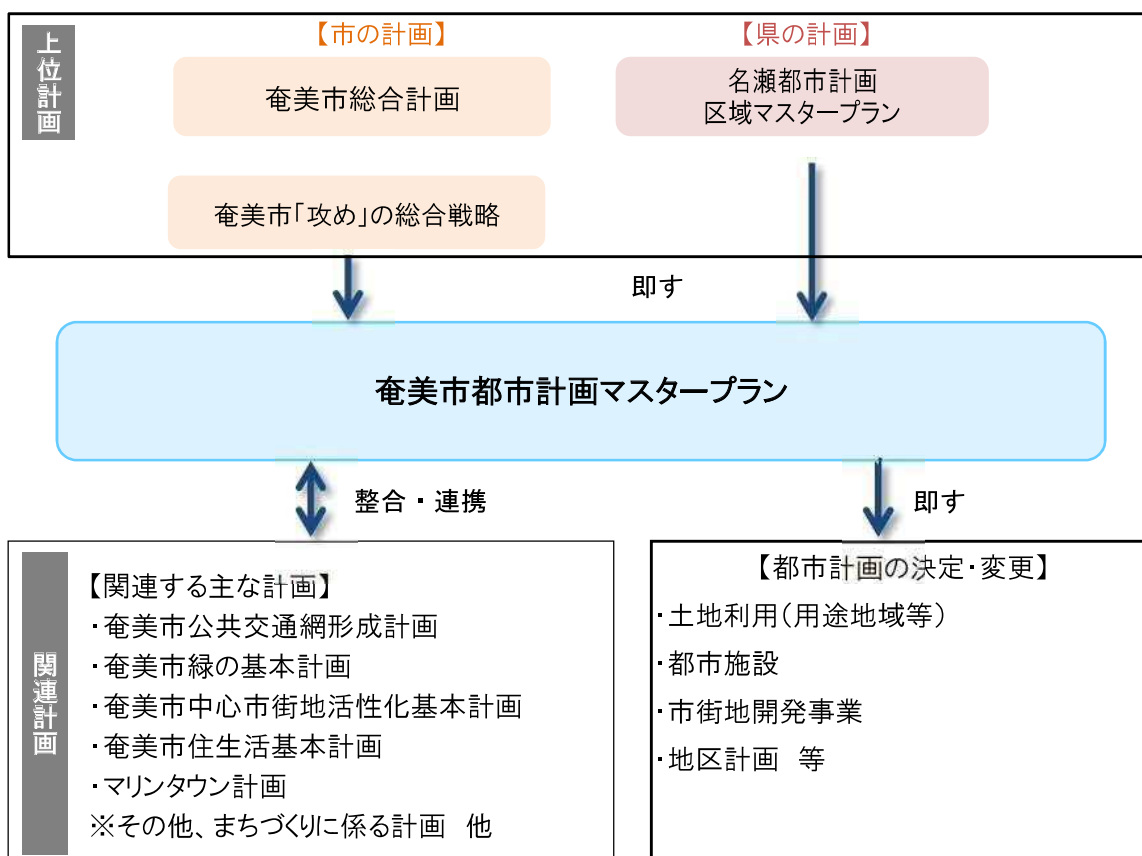 上位計画
【市の計画】
【県の計画】
奄美市総合計画
名瀬都市計画
区域マスタープラン
奄美市「攻め」の総合戦略
即す
奄美市都市計画マスタープラン
整合・連携
即す
関連計画
【関連する主な計画】
・奄美市公共交通網形成計画
・奄美市緑の基本計画
・奄美市中心市街地活性化基本計画
・奄美市住生活基本計画
・マリンタウン計画
※その他、まちづくりに係る計画　他
【都市計画の決定・変更】
・土地利用（用途地域等）
・都市施設
・市街地開発事業
・地区計画　等